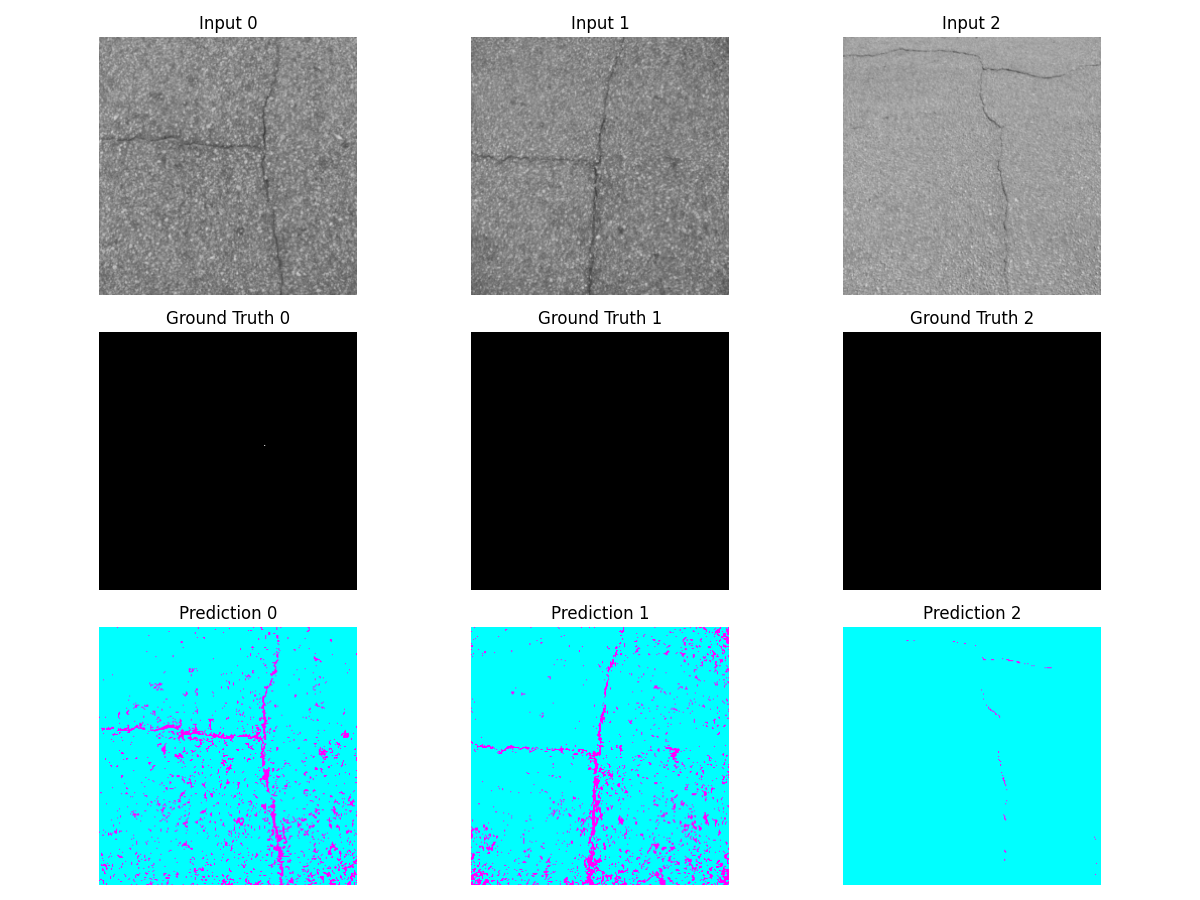 Input 0
Input 1
Input 2
Ground Truth 0
Ground Truth 1
Ground Truth 2
Prediction 0
Prediction 1
Prediction 2